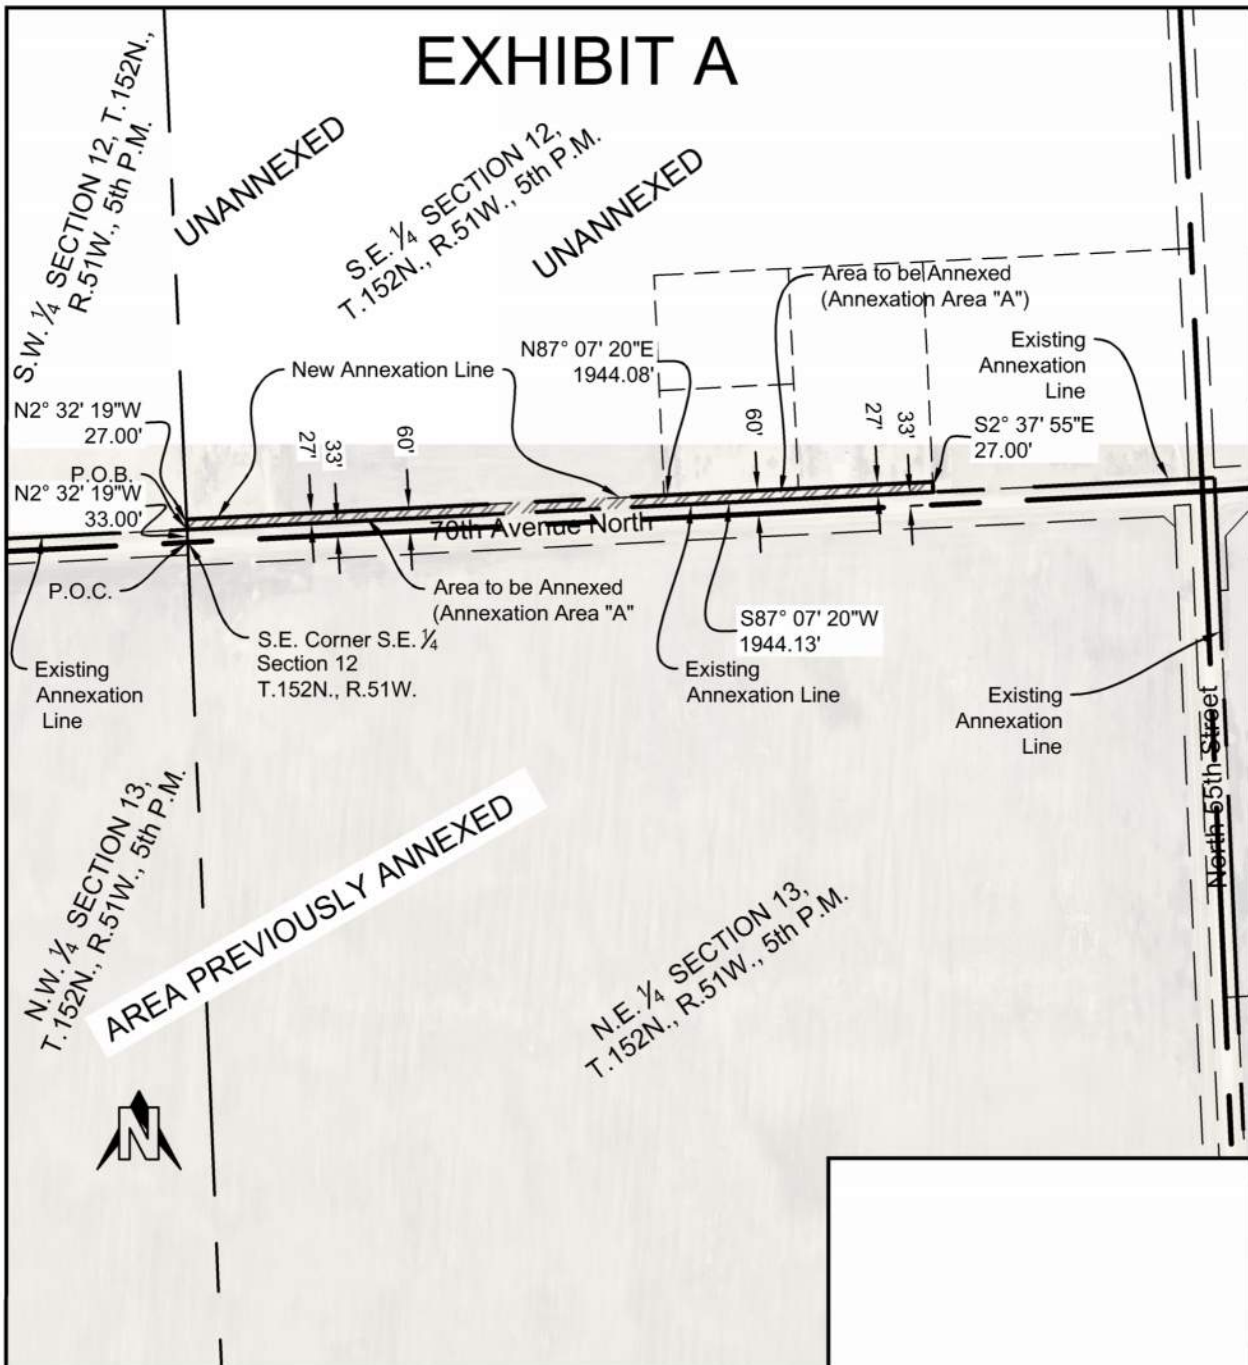 EXHIBIT A
S.W. ¼ SECTION 12, T.152N.,
R.51W., 5th P.M.
UNANNEXED
S.E. ¼ SECTION 12,
T.152N., R.51W., 5th P.M.
UNANNEXED
Area to be Annexed
(Annexation Area "A")
Existing
Annexation
Line
N87° 07' 20"E
1944.08'
New Annexation Line
N2° 32' 19"W
27.00'
P.O.B.
N2° 32' 19"W
33.00'
27'
33'
60'
60'
27'
33'
S2° 37' 55"E
27.00'
70th Avenue North
P.O.C.
Area to be Annexed
(Annexation Area "A"
S87° 07' 20"W
1944.13'
S.E. Corner S.E. ¼
Section 12
T.152N., R.51W.
Existing
Annexation
Line
Existing
Annexation Line
Existing
Annexation
Line
North 55th Street
N.W. ¼ SECTION 13,
T.152N., R.51W., 5th P.M.
AREA PREVIOUSLY ANNEXED
N.E. ¼ SECTION 13,
T.152N., R.51W., 5th P.M.
N